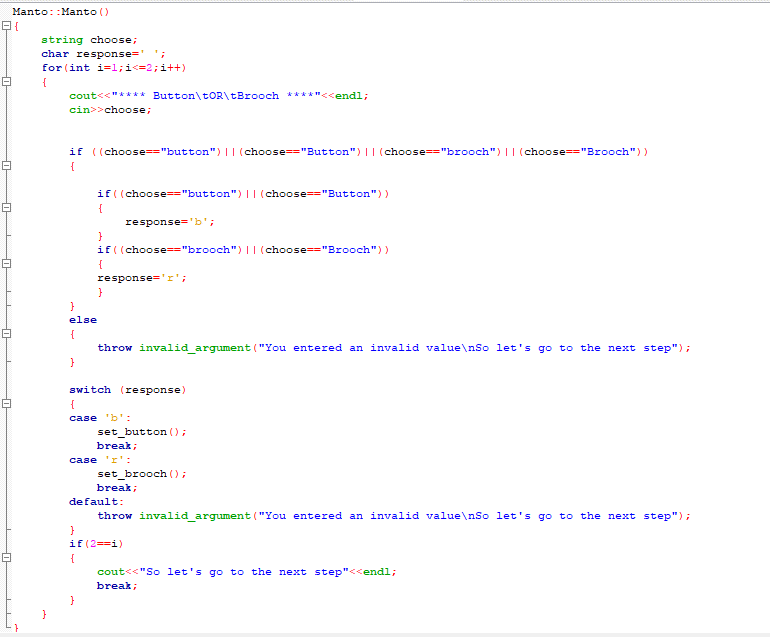 Manto::Manto()
{
    string choose;
    char response=' ';
    for(int i=1;i<=2;i++)
    {
        cout<<"**** Button\tOR\tBrooch ****"<<endl;
        cin>>choose;
        if ((choose=="button")||(choose=="Button")||(choose=="brooch")||(choose=="Brooch"))
        {
            if((choose=="button")||(choose=="Button"))
            {
                response='b';
            }
            if((choose=="brooch")||(choose=="Brooch"))
            {
            response='r';
            }
        }
        else
        {
            throw invalid_argument("You entered an invalid value\nSo let's go to the next step");
        }
        switch (response)
        {
        case 'b':
            set_button();
            break;
        case 'r':
            set_brooch();
            break;
        default:
            throw invalid_argument("You entered an invalid value\nSo let's go to the next step");
        }
        if(2==i)
        {
            cout<<"So let's go to the next step"<<endl;
            break;
        }
    }
}